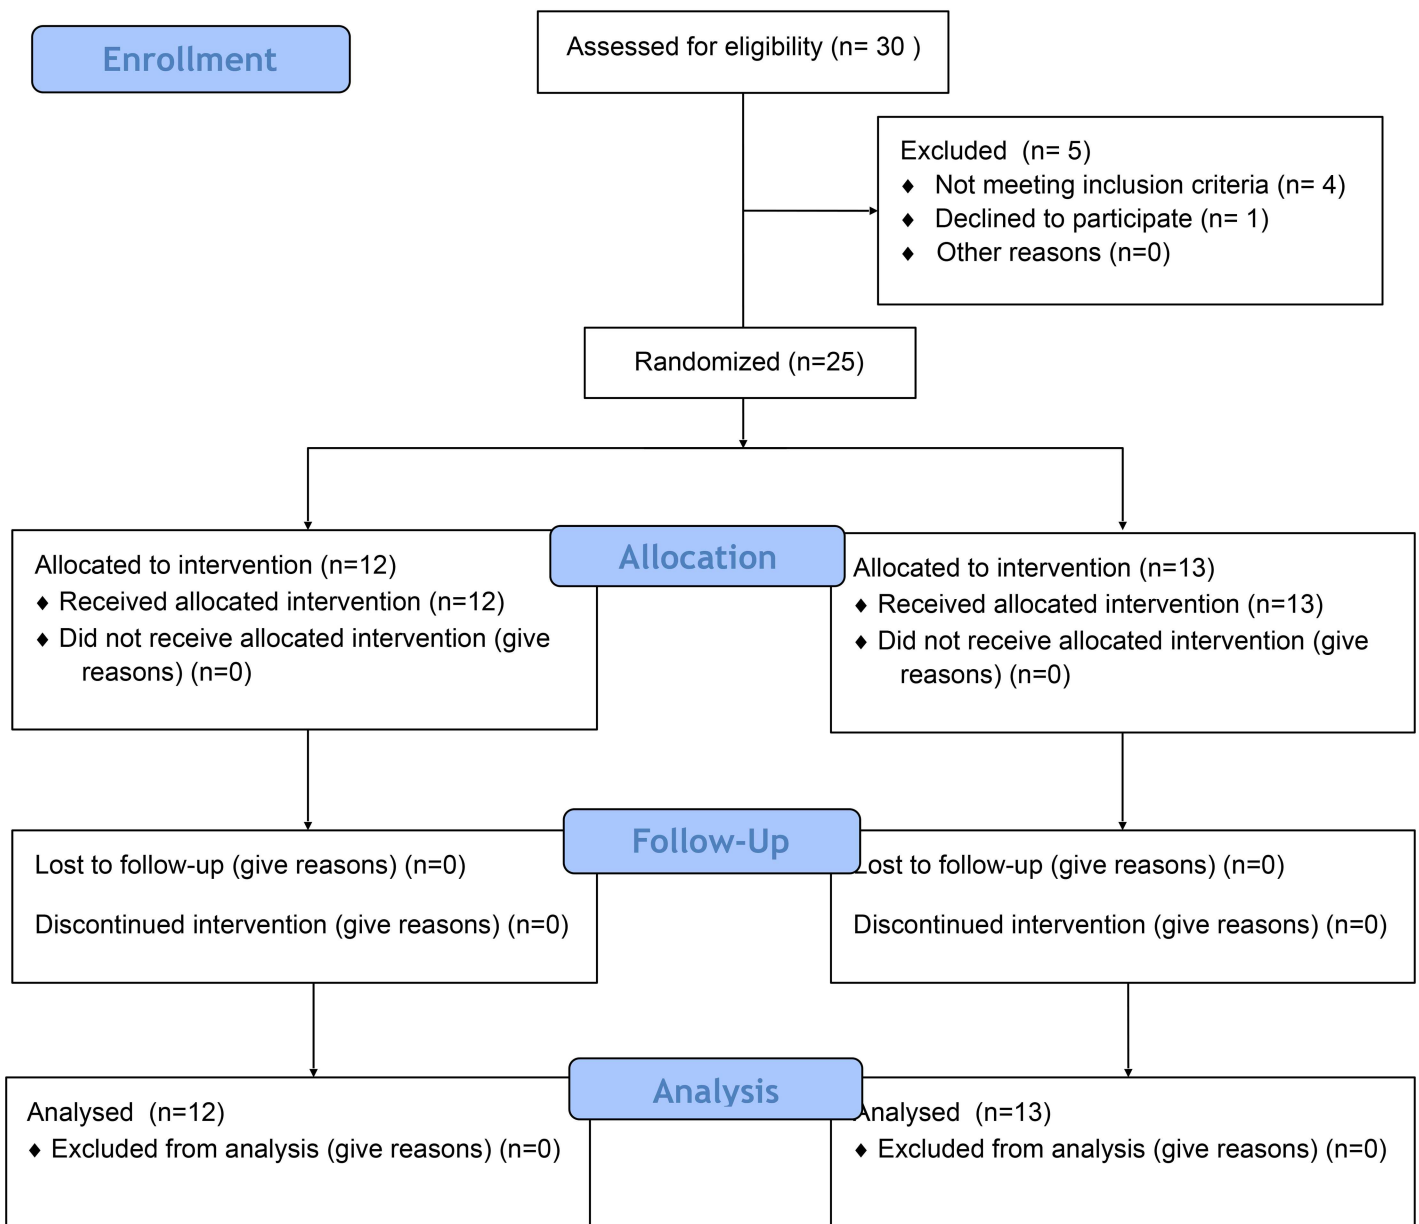 Enrollment
Assessed for eligibility (n= 30 )
Excluded  (n= 5)
♦ Not meeting inclusion criteria (n= 4)
♦ Declined to participate (n= 1)
♦ Other reasons (n=0)
Randomized (n=25)
Allocation
Allocated to intervention (n=12)
♦ Received allocated intervention (n=12)
♦ Did not receive allocated intervention (give
reasons) (n=0)
Allocated to intervention (n=13)
♦ Received allocated intervention (n=13)
♦ Did not receive allocated intervention (give
reasons) (n=0)
Follow-Up
Lost to follow-up (give reasons) (n=0)
Discontinued intervention (give reasons) (n=0)
Lost to follow-up (give reasons) (n=0)
Discontinued intervention (give reasons) (n=0)
Analysis
Analysed  (n=12)
♦ Excluded from analysis (give reasons) (n=0)
Analysed  (n=13)
♦ Excluded from analysis (give reasons) (n=0)